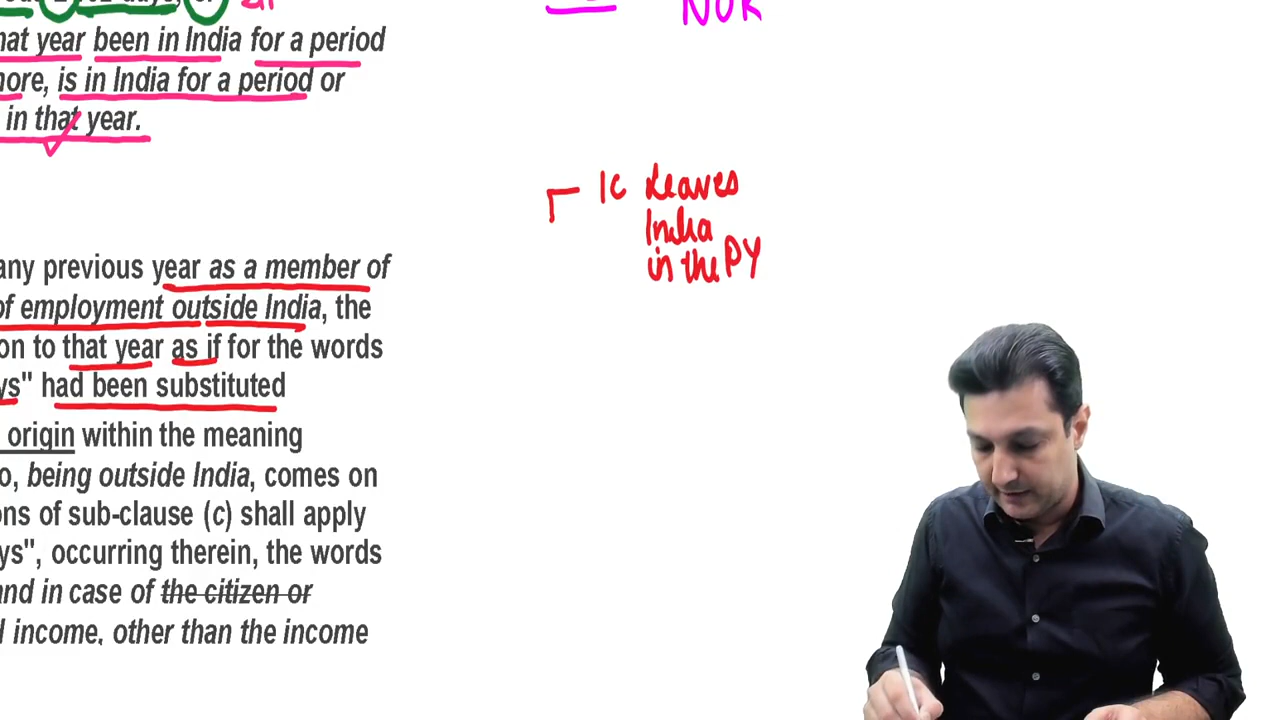 NOR
hat year been in India for a period
nore, is in India for a period or
in that year.
IC Leaves
India
in the PY
any previous year as a member of
of employment outside India, the
on to that year as if for the words
ys" had been substituted
origin within the meaning
o, being outside India, comes on
ons of sub-clause (c) shall apply
ys", occurring therein, the words
and in case of the citizen or
d income, other than the income